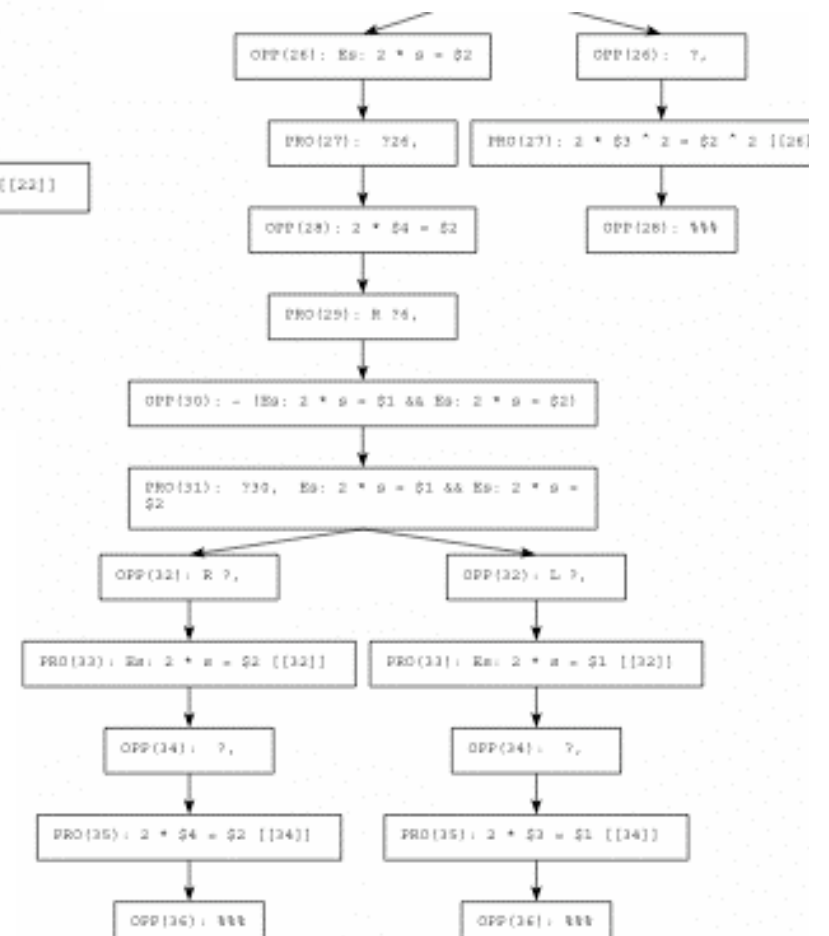 OPP(26): Es: 2 * s = $2
OPP(26): ?,
PRO(27): ?26,
PRO(27): 2 * $3 ^ 2 = $2 ^ 2 [[26]
[[22]]
OPP(28): 2 * $4 = $2
OPP(28): %%%
PRO(29): R ?6,
OPP(30): - (Es: 2 * s = $1 && Es: 2 * s = $2)
PRO(31): ?30, Es: 2 * s = $1 && Es: 2 * s =
$2
OPP(32): R ?,
OPP(32): L ?,
PRO(33): Es: 2 * s = $2 [[32]]
PRO(33): Es: 2 * s = $1 [[32]]
OPP(34): ?,
OPP(34): ?,
PRO(35): 2 * $4 = $2 [[34]]
PRO(35): 2 * $3 = $1 [[34]]
OPP(36): %%%
OPP(36): %%%